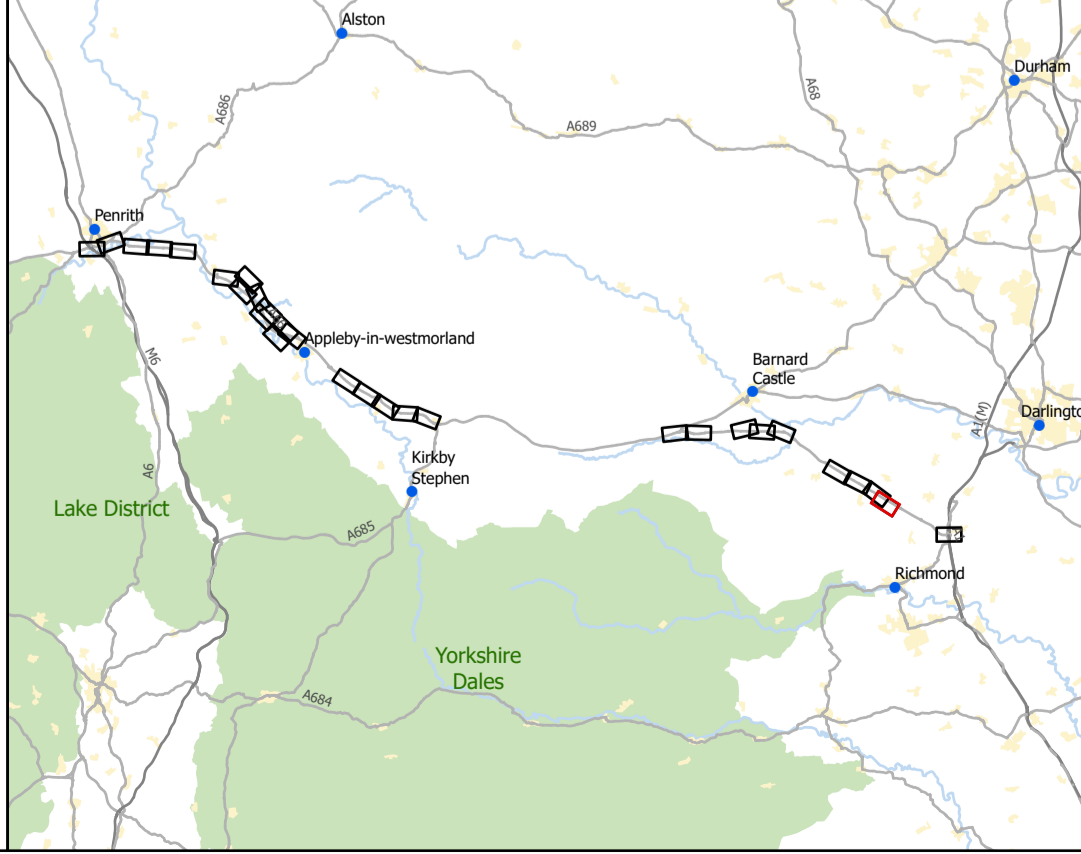 Alston
Durham
A68
A686
A689
Penrith
Appleby-in-westmorland
M6
Barnard
Castle
A1(M)
Darlingto
Kirkby
Stephen
A6
Lake District
A685
Richmond
Yorkshire
Dales
A684